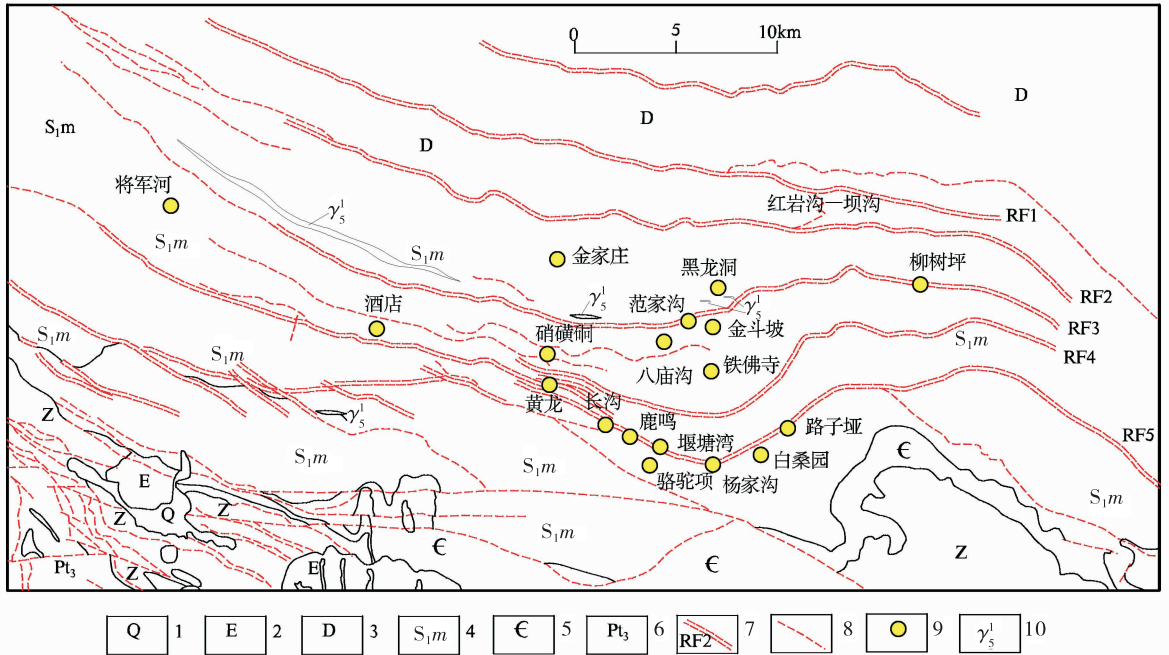 0 5 10km
D
D
S₁m
D
将军河
红岩沟—坝沟
RF1
γ₅¹
S₁m
S₁m
金家庄
柳树坪
黑龙洞
RF2
γ₅¹
范家沟
γ₅¹
酒店
金斗坡
RF3
硝磺硐
S₁m
S₁m
S₁m
八庙沟
铁佛寺
RF4
黄龙
长沟
Z
γ₅¹
鹿鸣
路子垭
RF5
堰塘湾
S₁m
S₁m
骆驼项
杨家沟
白桑园
Є
E
S₁m
Z
Q
Z
S₁m
Є
Z
Pt₃
Z
E
Є
Q 1
E 2
D 3
S₁m 4
Є 5
Pt₃ 6
RF2 7
8
9
γ₅¹ 10